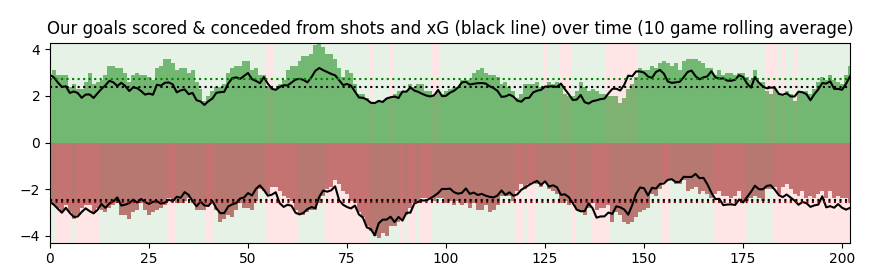 Our goals scored & conceded from shots and xG (black line) over time (10 game rolling average)
4
2
0
−2
−4
0 25 50 75 100 125 150 175 200